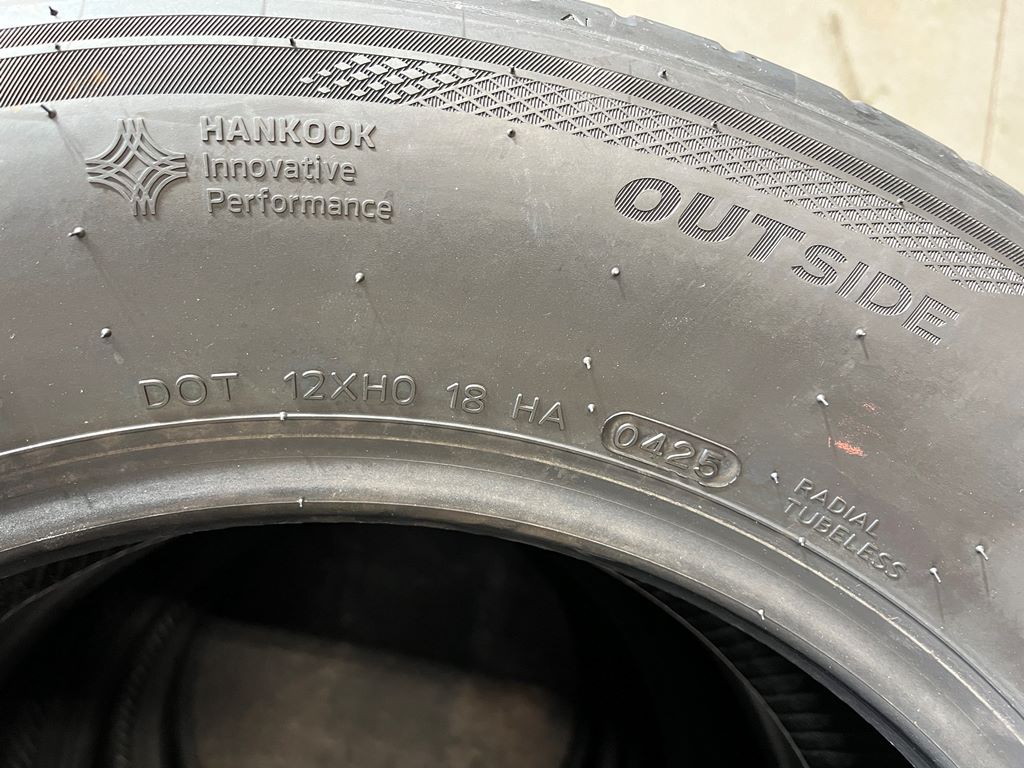 HANKOOK
Innovative
Performance
OUTSIDE
DOT 12XH0 18 HA 0425
RADIAL
TUBELESS